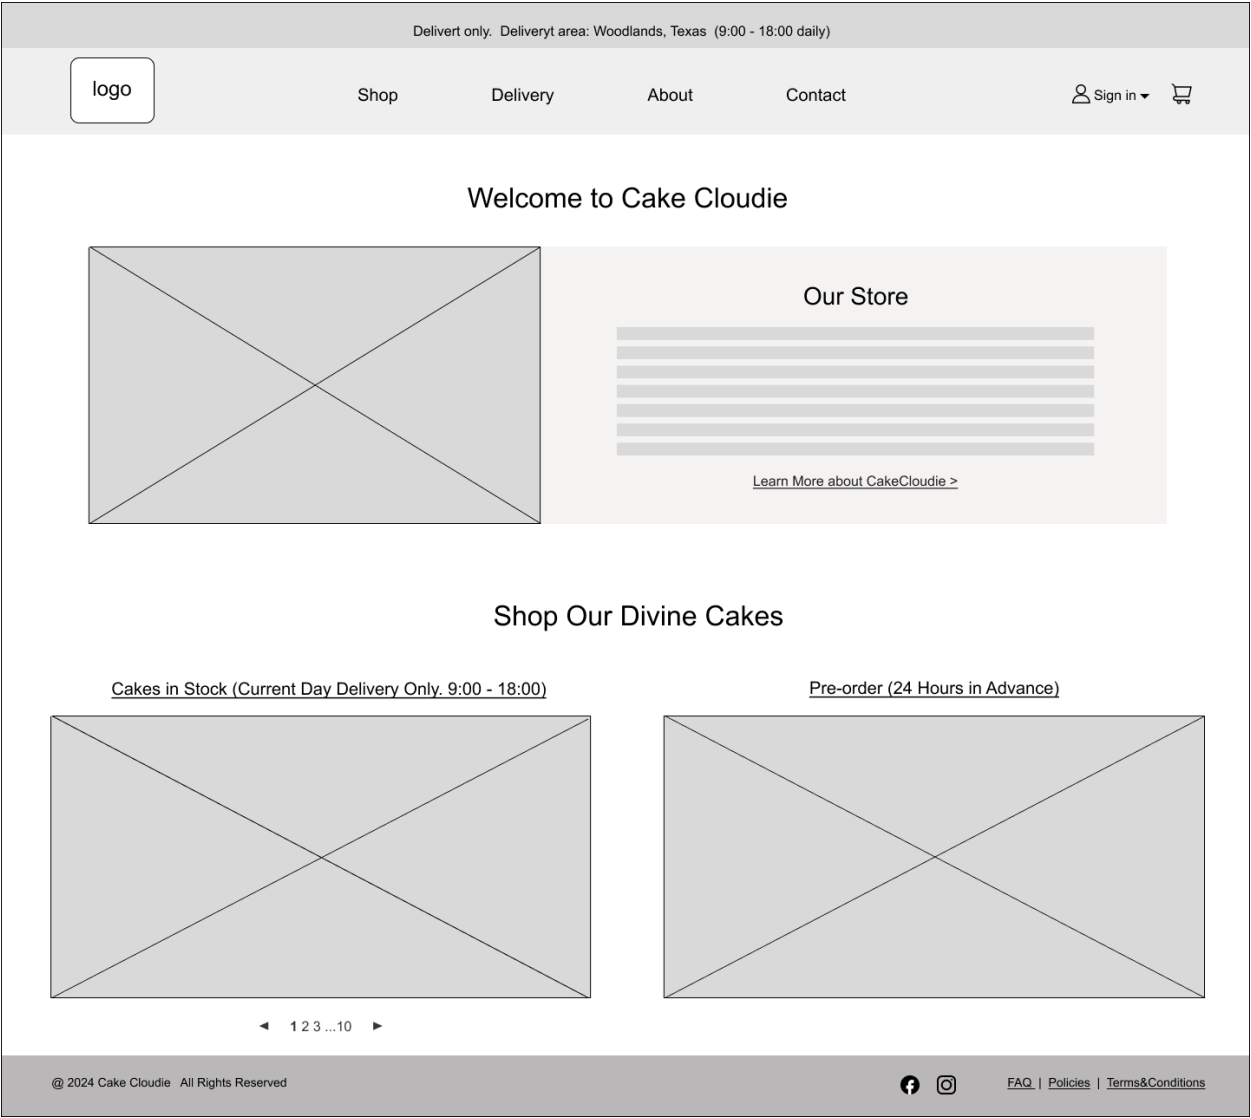 Delivert only.  Deliveryt area: Woodlands, Texas  (9:00 - 18:00 daily)
logo
Shop
Delivery
About
Contact
Sign in
Welcome to Cake Cloudie
Our Store
Learn More about CakeCloudie >
Shop Our Divine Cakes
Cakes in Stock (Current Day Delivery Only. 9:00 - 18:00)
Pre-order (24 Hours in Advance)
1 2 3 ...10
@ 2024 Cake Cloudie   All Rights Reserved
FAQ  |  Policies  |  Terms&Conditions